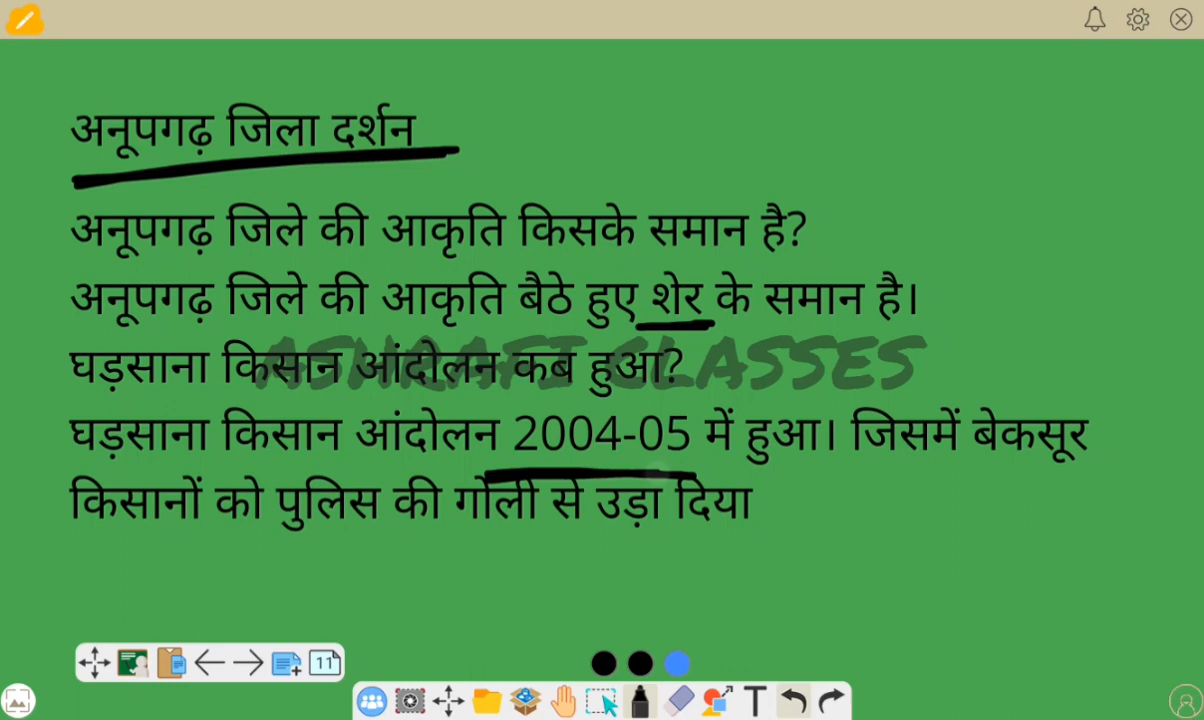 अनूपगढ़ जिला दर्शन
अनूपगढ़ जिले की आकृति किसके समान है?
अनूपगढ़ जिले की आकृति बैठे हुए शेर के समान है।
ASHRAFI CLASSES
घड़साना किसान आंदोलन कब हुआ?
घड़साना किसान आंदोलन 2004-05 में हुआ। जिसमें बेकसूर
किसानों को पुलिस की गोली से उड़ा दिया
11
T